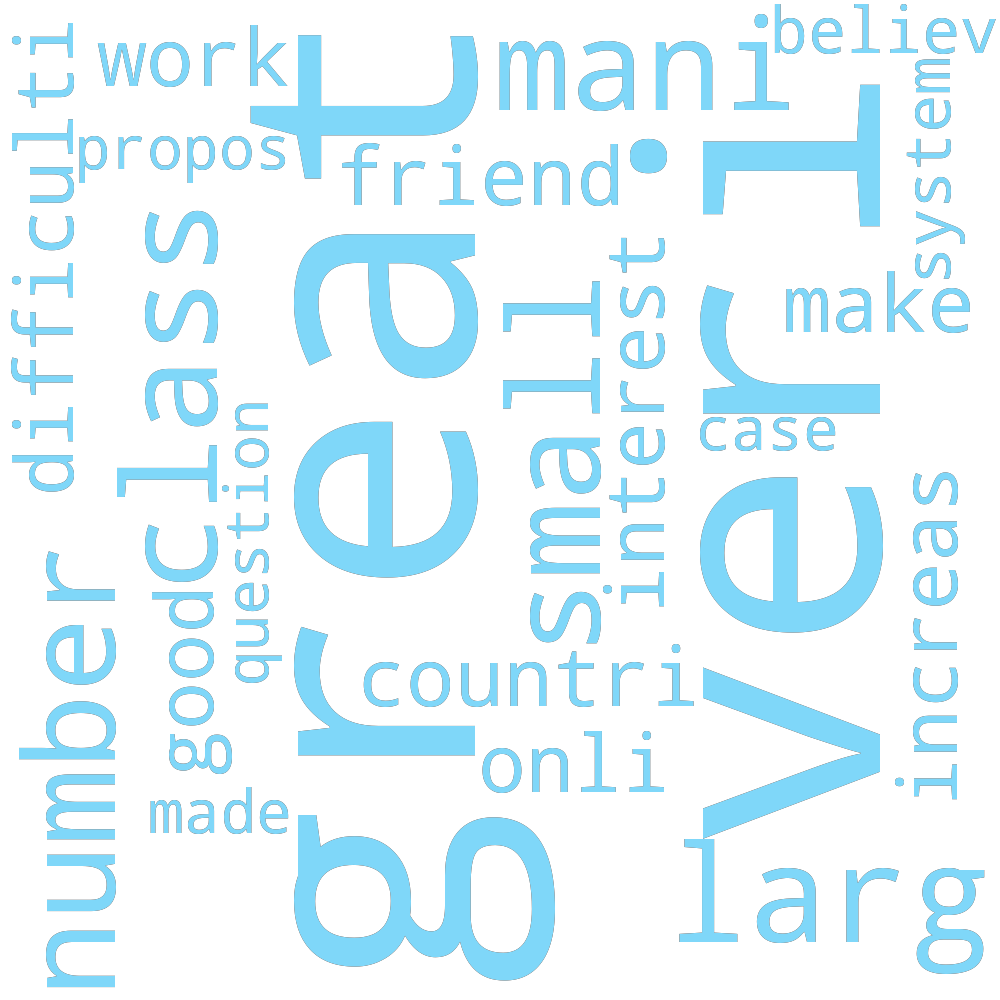 difficulti
work
propos
great
mani
believ
system
friend
veri
class
small
interest
make
question
case
number
good
countri
increas
onli
made
larg